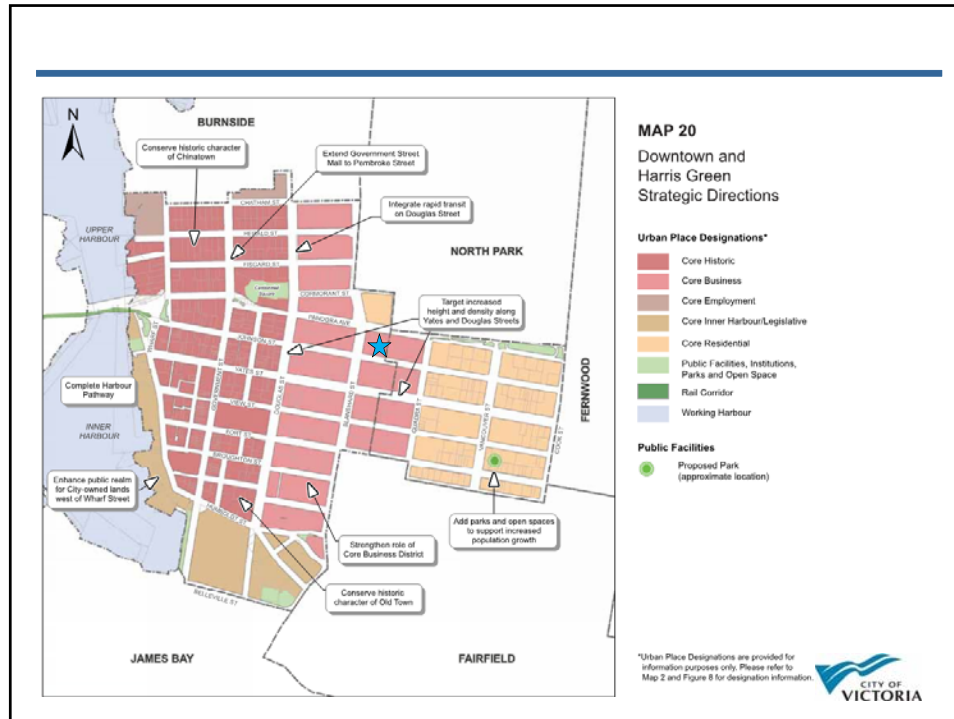 N
BURNSIDE
Conserve historic character
of Chinatown
Extend Government Street
Mall to Pembroke Street
Integrate rapid transit
on Douglas Street
CHATHAM ST.
UPPER
HARBOUR
HERALD ST.
FISGARD ST.
NORTH PARK
Centennial
Square
CORMORANT ST.
Target increased
height and density along
Yates and Douglas Streets
PANDORA AVE.
JOHNSON ST.
WHARF ST.
YATES ST.
Complete Harbour
Pathway
GOVERNMENT ST.
VIEW ST.
DOUGLAS ST.
BLANSHARD ST.
QUADRA ST.
VANCOUVER ST.
COOK ST.
FERNWOOD
INNER
HARBOUR
FORT ST.
BROUGHTON ST.
Enhance public realm
for City-owned lands
west of Wharf Street
HUMBOLDT ST.
Add parks and open spaces
to support increased
population growth
Strengthen role of
Core Business District
Conserve historic
character of Old Town
BELLEVILLE ST.
JAMES BAY
FAIRFIELD
MAP 20
Downtown and
Harris Green
Strategic Directions
Urban Place Designations*
Core Historic
Core Business
Core Employment
Core Inner Harbour/Legislative
Core Residential
Public Facilities, Institutions,
Parks and Open Space
Rail Corridor
Working Harbour
Public Facilities
Proposed Park
(approximate location)
*Urban Place Designations are provided for
information purposes only. Please refer to
Map 2 and Figure 8 for designation information.
CITY OF
VICTORIA